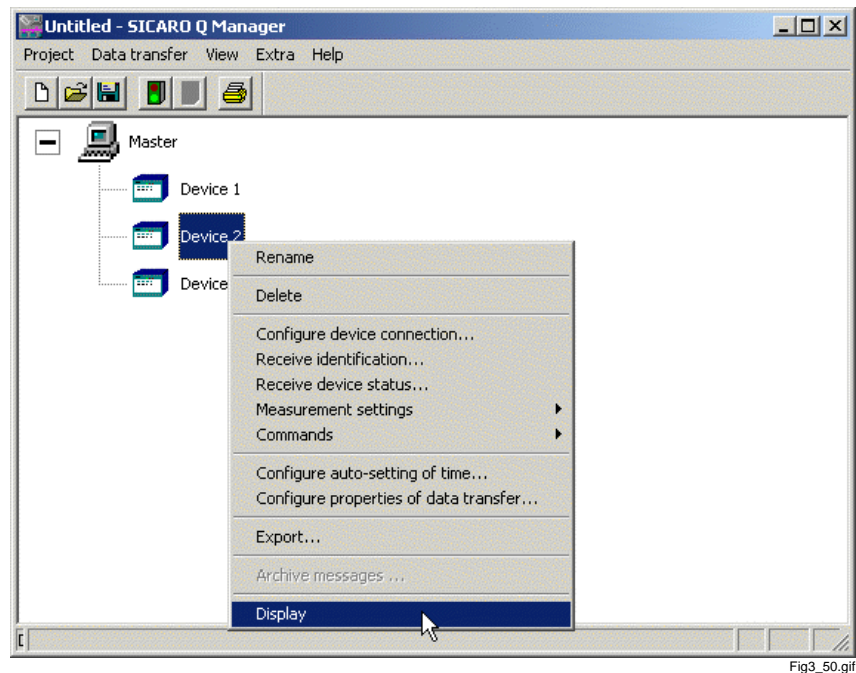 Untitled - SICARO Q Manager
Project Data transfer View Extra Help
Master
Device 1
Device 2
Device
Rename
Delete
Configure device connection...
Receive identification...
Receive device status...
Measurement settings
Commands
Configure auto-setting of time...
Configure properties of data transfer...
Export...
Archive messages ...
Display
Fig3_50.gif